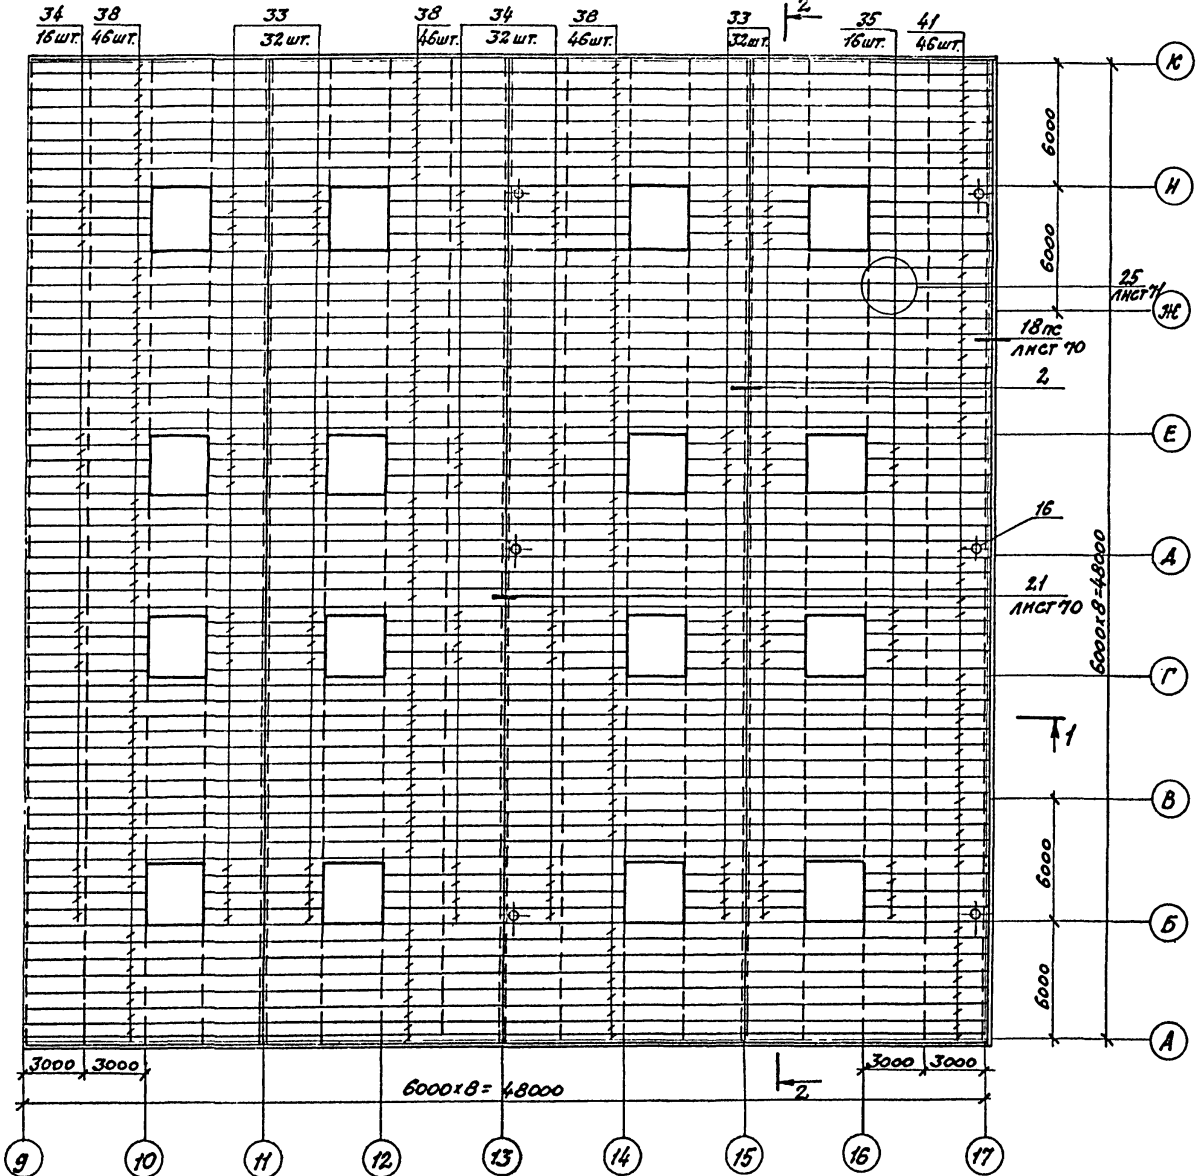 34 38 33 38 34 38 33 2 35 41
16шт. 46шт. 32шт. 46шт. 32шт. 46шт. 32шт. 16шт. 46шт.
К
6000
И
6000
25
лист 71
Ж
18пс
лист 70
2
Е
16
Д
6000х8=48000
21
лист 70
Г
1
В
6000
Б
6000
А
3000 3000 3000 3000
2
6000х8= 48000
9 10 11 12 13 14 15 16 17